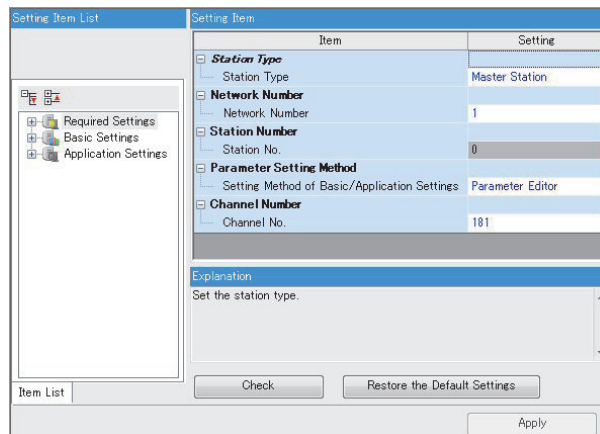 Setting Item List
Setting Item
Item Setting
Station Type
Station Type Master Station
Network Number
Network Number 1
Station Number
Station No. 0
Parameter Setting Method
Setting Method of Basic/Application Settings Parameter Editor
Channel Number
Channel No. 181
Required Settings
Basic Settings
Application Settings
Explanation
Set the station type.
Item List
Check Restore the Default Settings
Apply